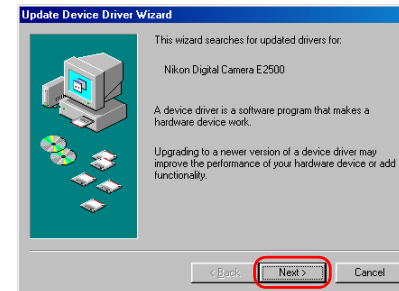 Update Device Driver Wizard
This wizard searches for updated drivers for:
Nikon Digital Camera E2500
A device driver is a software program that makes a
hardware device work.
Upgrading to a newer version of a device driver may
improve the performance of your hardware device or add
functionality.
< Back Next > Cancel